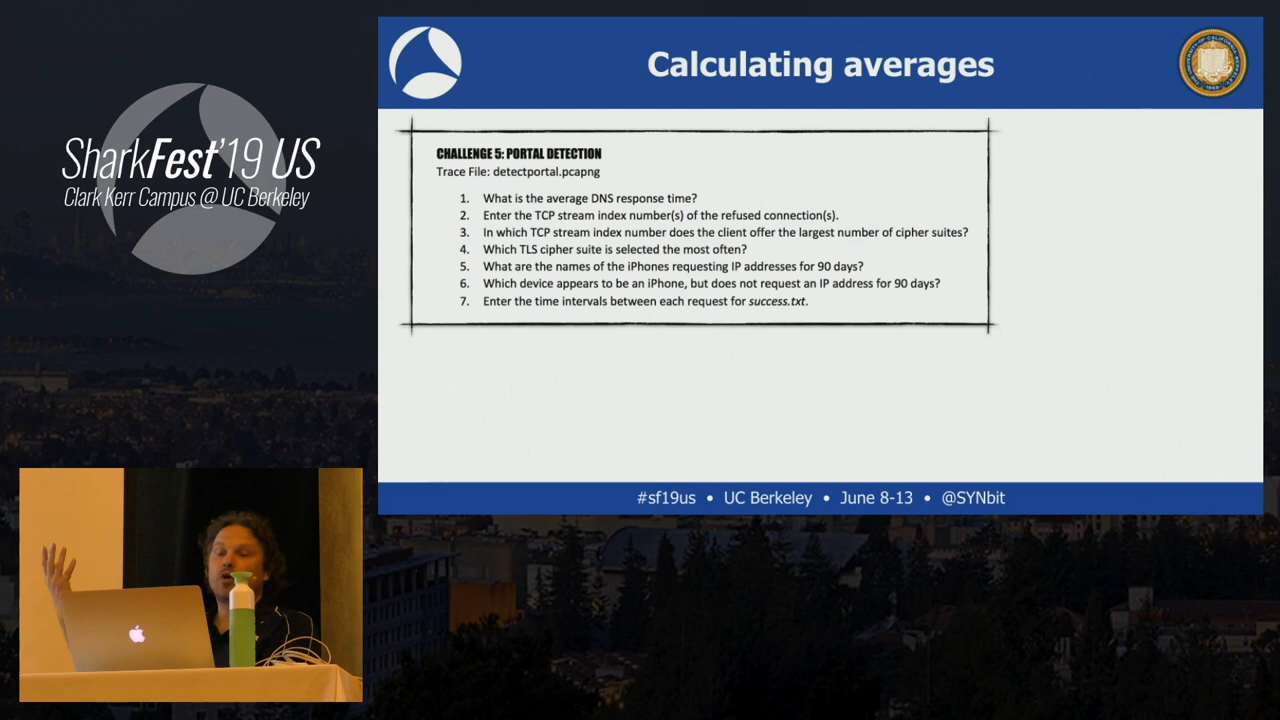 SharkFest'19 US
Clark Kerr Campus @ UC Berkeley
Calculating averages
CHALLENGE 5: PORTAL DETECTION
Trace File: detectportal.pcapng
1. What is the average DNS response time?
2. Enter the TCP stream index number(s) of the refused connection(s).
3. In which TCP stream index number does the client offer the largest number of cipher suites?
4. Which TLS cipher suite is selected the most often?
5. What are the names of the iPhones requesting IP addresses for 90 days?
6. Which device appears to be an iPhone, but does not request an IP address for 90 days?
7. Enter the time intervals between each request for success.txt.
#sf19us • UC Berkeley • June 8-13 • @SYNbit